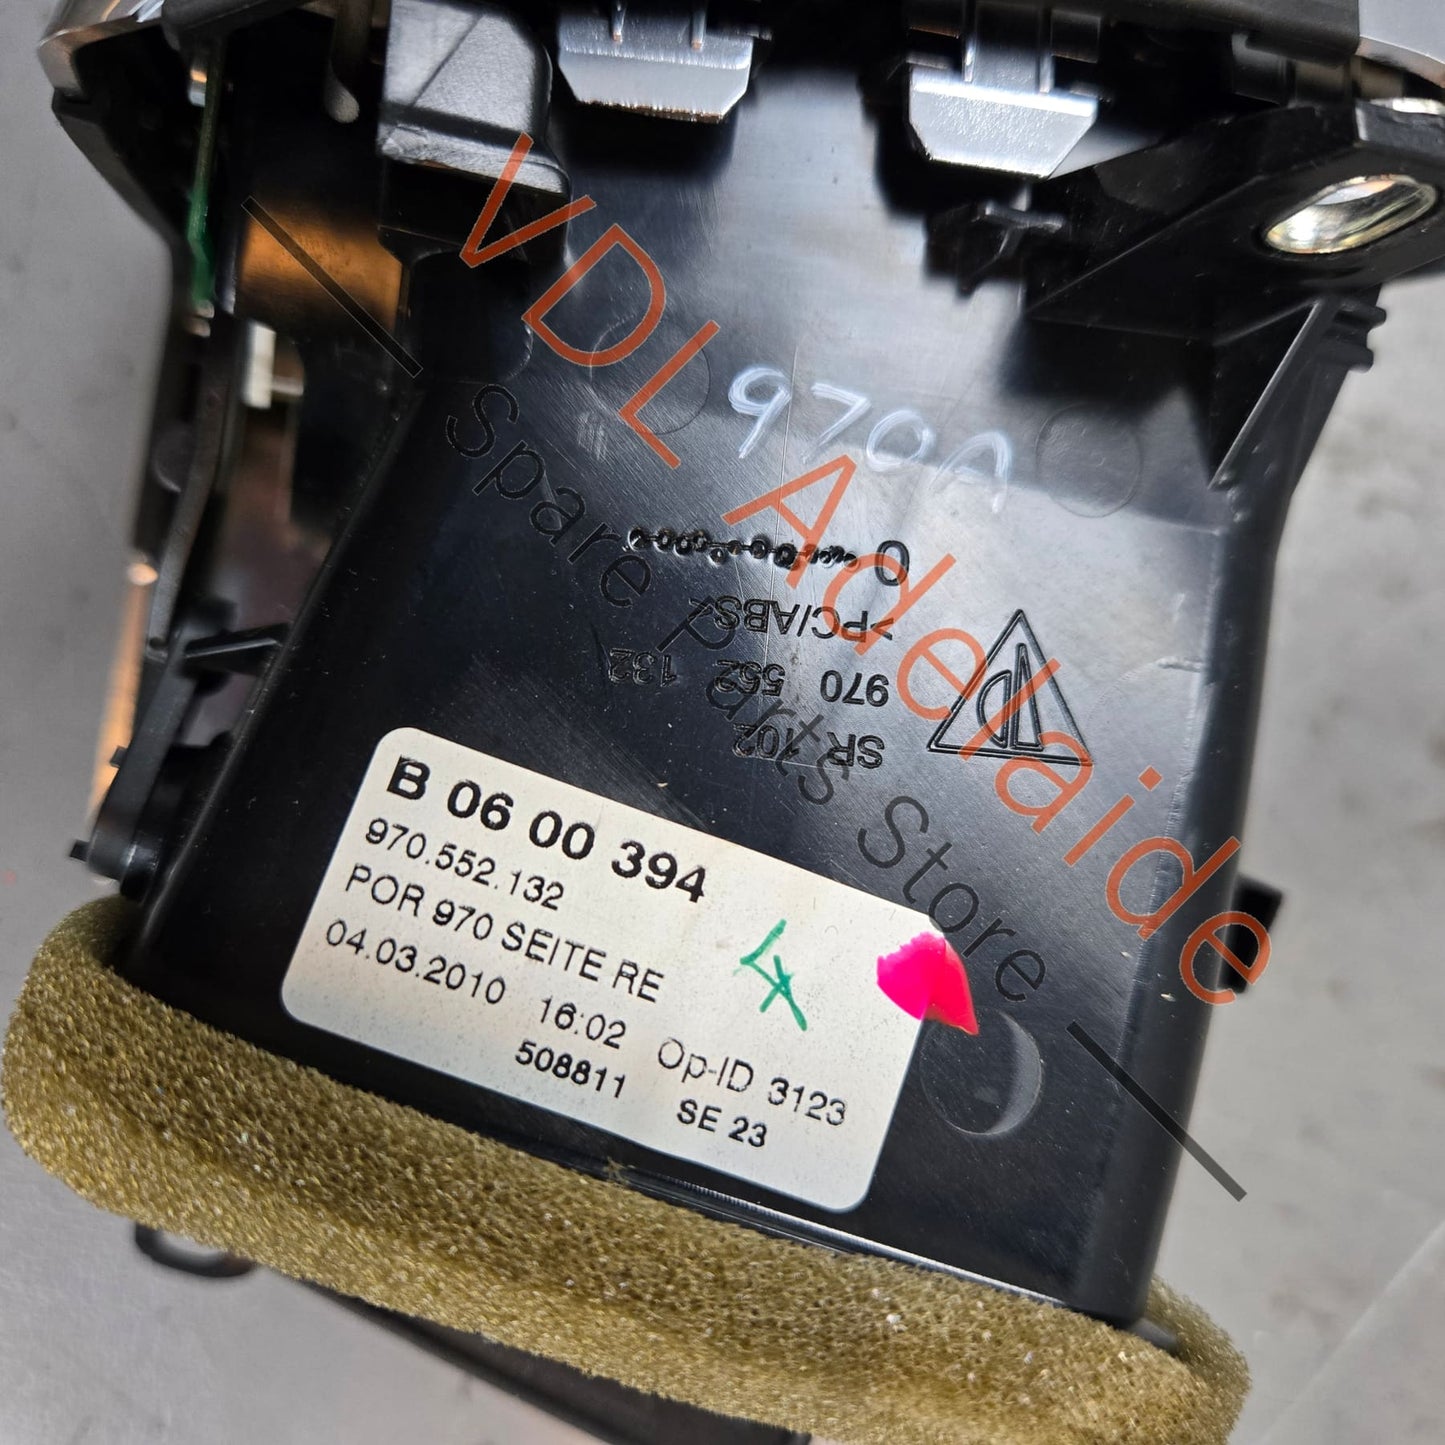 970A
0
>PC/ABS<
970 552 132
SR 102
B 06 00 394
970.552.132
POR 970 SEITE RE
04.03.2010 16:02 Op-ID 3123
508811 SE 23
4
VDL Adelaide
Spare Parts Store